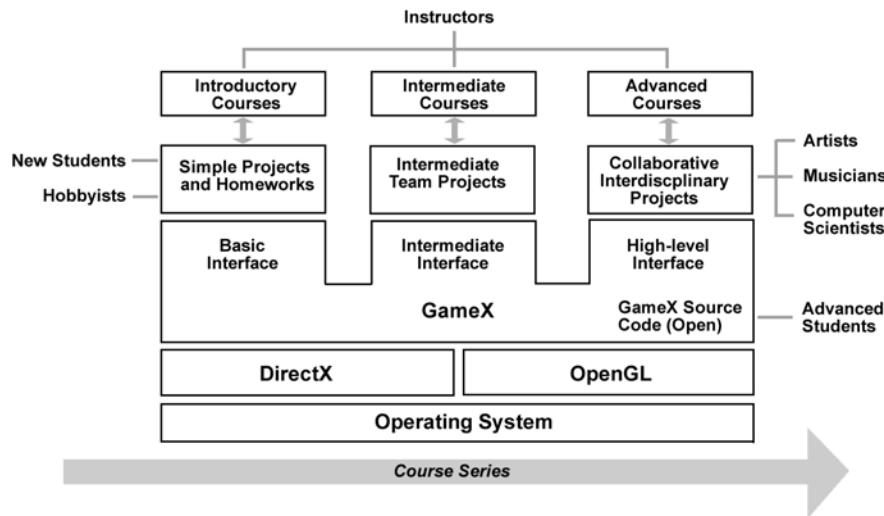 Instructors
Introductory
Courses
Intermediate
Courses
Advanced
Courses
New Students
Hobbyists
Simple Projects
and Homeworks
Intermediate
Team Projects
Collaborative
Interdiscplinary
Projects
Artists
Musicians
Computer
Scientists
Basic
Interface
Intermediate
Interface
High-level
Interface
GameX
GameX Source
Code (Open)
Advanced
Students
DirectX
OpenGL
Operating System
Course Series